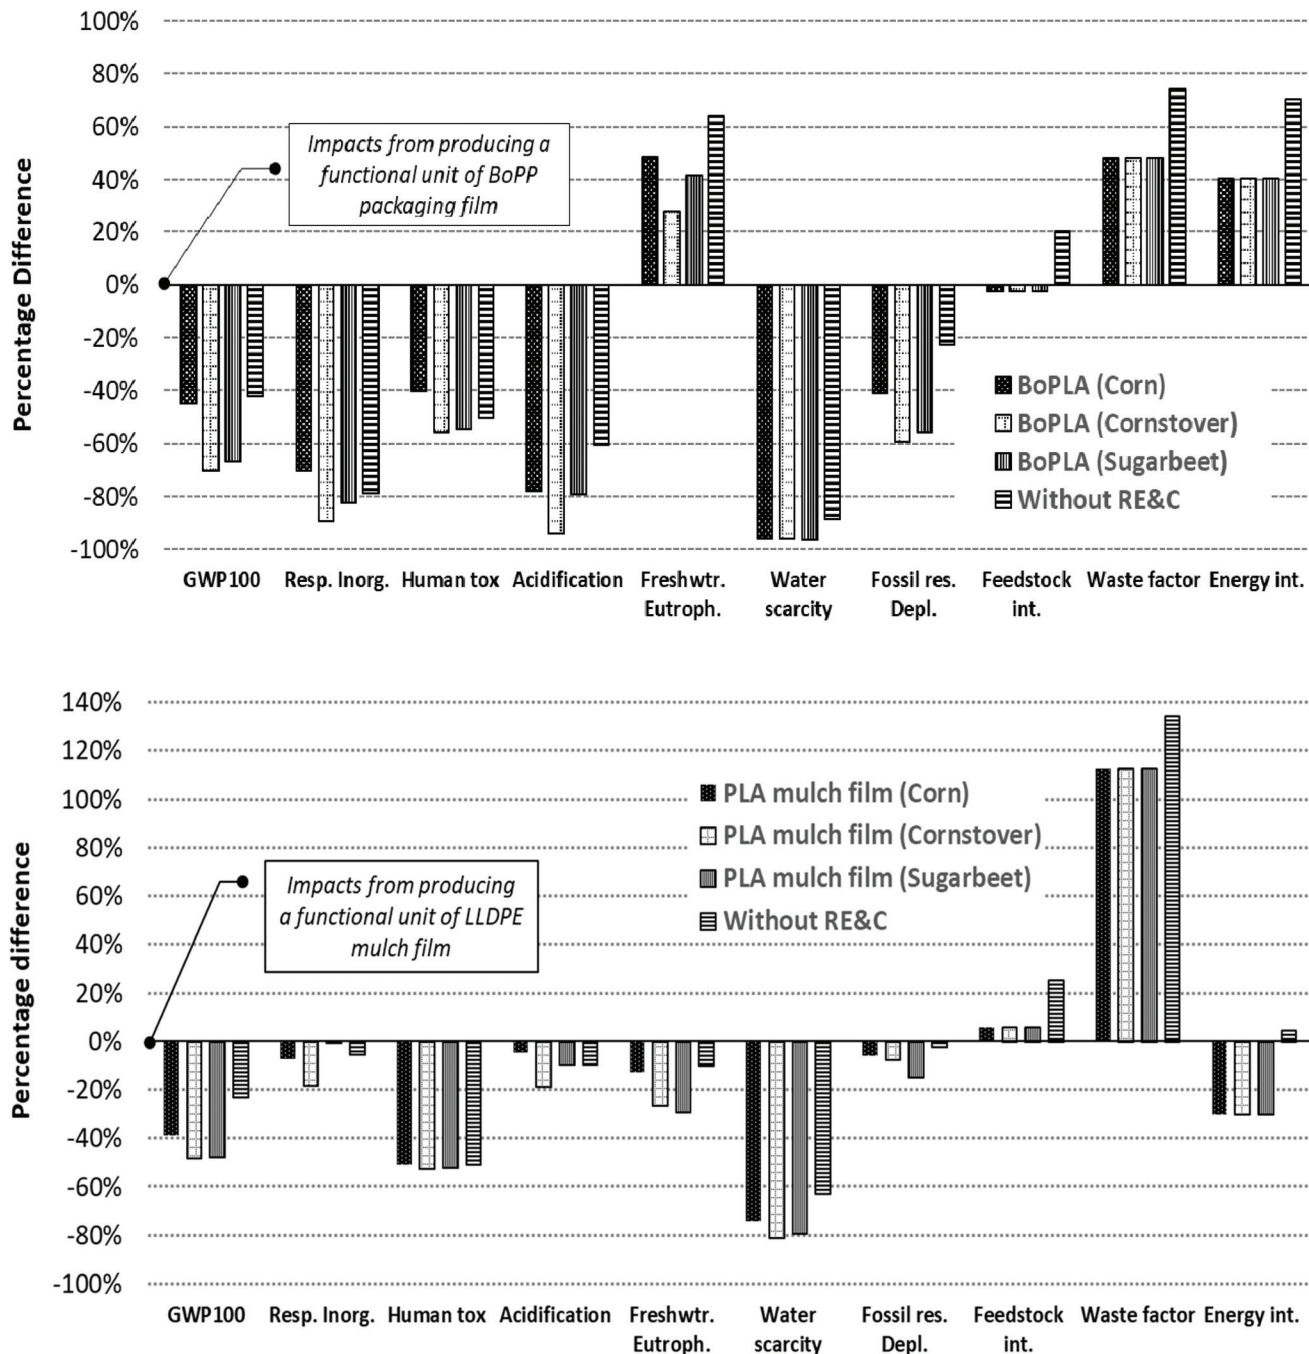 100%
80%
60%
40%
20%
0%
-20%
-40%
-60%
-80%
-100%
Percentage Difference
Impacts from producing a
functional unit of BoPP
packaging film
BoPLA (Corn)
BoPLA (Cornstover)
BoPLA (Sugarbeet)
Without RE&C
GWP100 Resp. Inorg. Human tox Acidification Freshwtr. Water Fossil res. Feedstock Waste factor Energy int.
Eutroph. scarcity Depl. int.
140%
120%
100%
80%
60%
40%
20%
0%
-20%
-40%
-60%
-80%
-100%
Percentage difference
Impacts from producing
a functional unit of LLDPE
mulch film
PLA mulch film (Corn)
PLA mulch film (Cornstover)
PLA mulch film (Sugarbeet)
Without RE&C
GWP100 Resp. Inorg. Human tox Acidification Freshwtr. Water Fossil res. Feedstock Waste factor Energy int.
Eutroph. scarcity Depl. int.